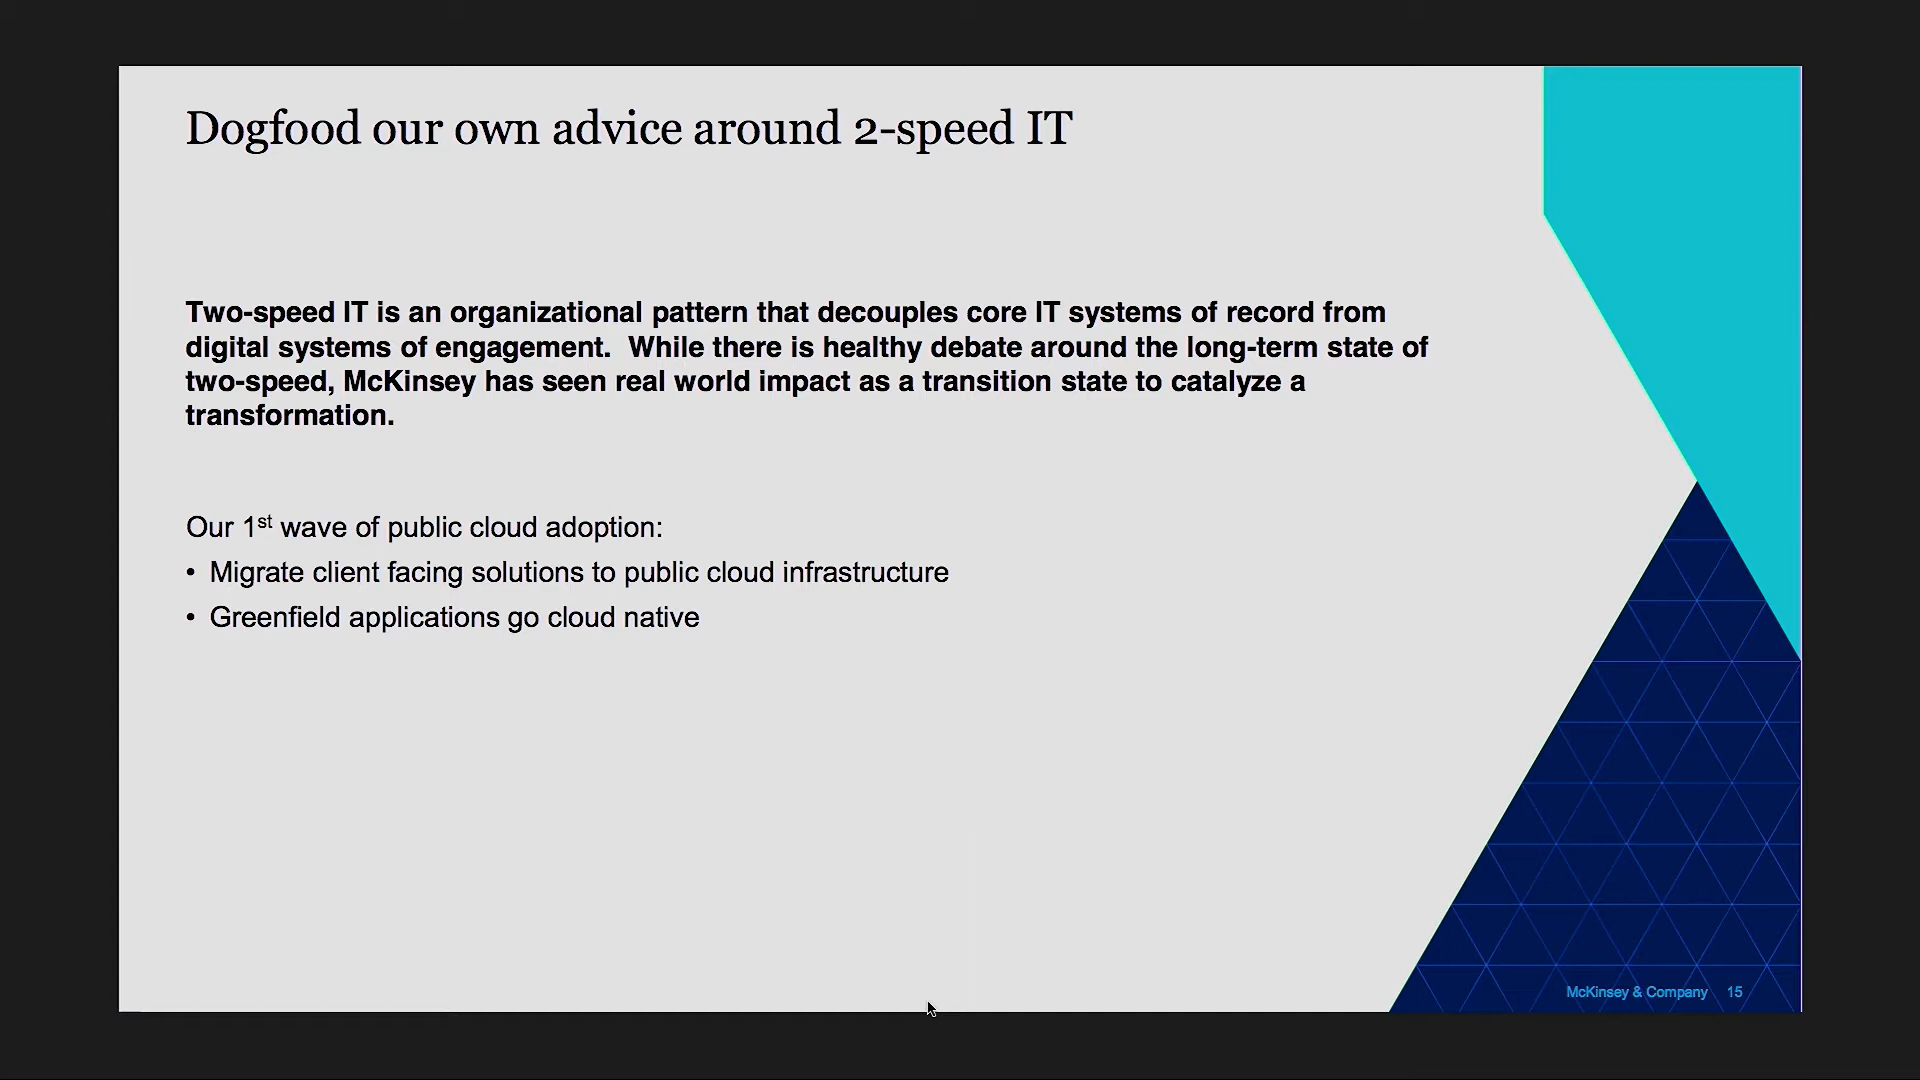 Dogfood our own advice around 2-speed IT
Two-speed IT is an organizational pattern that decouples core IT systems of record from
digital systems of engagement.  While there is healthy debate around the long-term state of
two-speed, McKinsey has seen real world impact as a transition state to catalyze a
transformation.
Our 1st wave of public cloud adoption:
• Migrate client facing solutions to public cloud infrastructure
• Greenfield applications go cloud native
McKinsey & Company 15